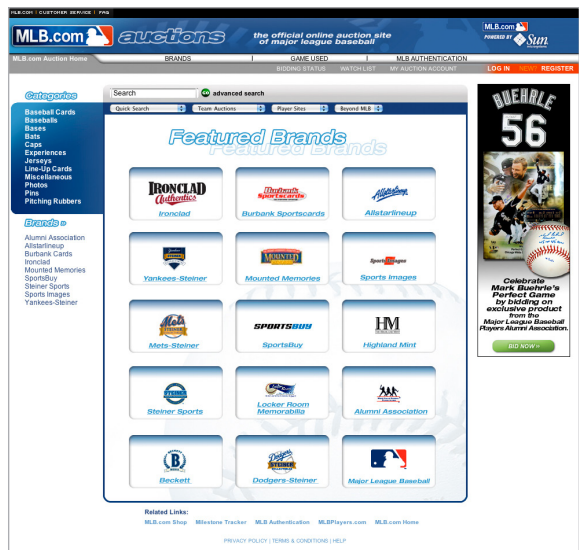 MLB.COM | CUSTOMER SERVICE | FAQ
MLB.com auctions
the official online auction site
of major league baseball
MLB.com
POWERED BY Sun
MLB.com Auction Home
BRANDS | GAME USED | MLB AUTHENTICATION
BIDDING STATUS WATCH LIST MY AUCTION ACCOUNT
LOG IN NEW? REGISTER
Categories
Baseball Cards
Baseballs
Bases
Bats
Caps
Experiences
Jerseys
Line-Up Cards
Miscellaneous
Photos
Pins
Pitching Rubbers
Brands »
Alumni Association
Allstarlineup
Burbank Cards
Ironclad
Mounted Memories
SportsBuy
Steiner Sports
Sports Images
Yankees-Steiner
Search GO advanced search
Quick Search Team Auctions Player Sites Beyond MLB
Featured Brands
Featured Brands
IRONCLAD
Authentics
Ironclad
Burbank
Sportscards
Burbank Sportscards
Allstarlineup
Allstarlineup
Yankees-Steiner
MOUNTED
Mounted Memories
Sports Images
Sports Images
Mets
STEINER
Mets-Steiner
SPORTSBUY
SportsBuy
HM
Highland Mint
STEINER
Steiner Sports
Locker Room
Memorabilia
Alumni Association
BECKETT
B
Beckett
Dodgers
STEINER
Dodgers-Steiner
Major League Baseball
BUEHRLE
56
Celebrate
Mark Buehrle's
Perfect Game
by bidding on
exclusive product
from the
Major League Baseball
Players Alumni Association.
BID NOW »
Related Links:
MLB.com Shop Milestone Tracker MLB Authentication MLBPlayers.com MLB.com Home
PRIVACY POLICY | TERMS & CONDITIONS | HELP